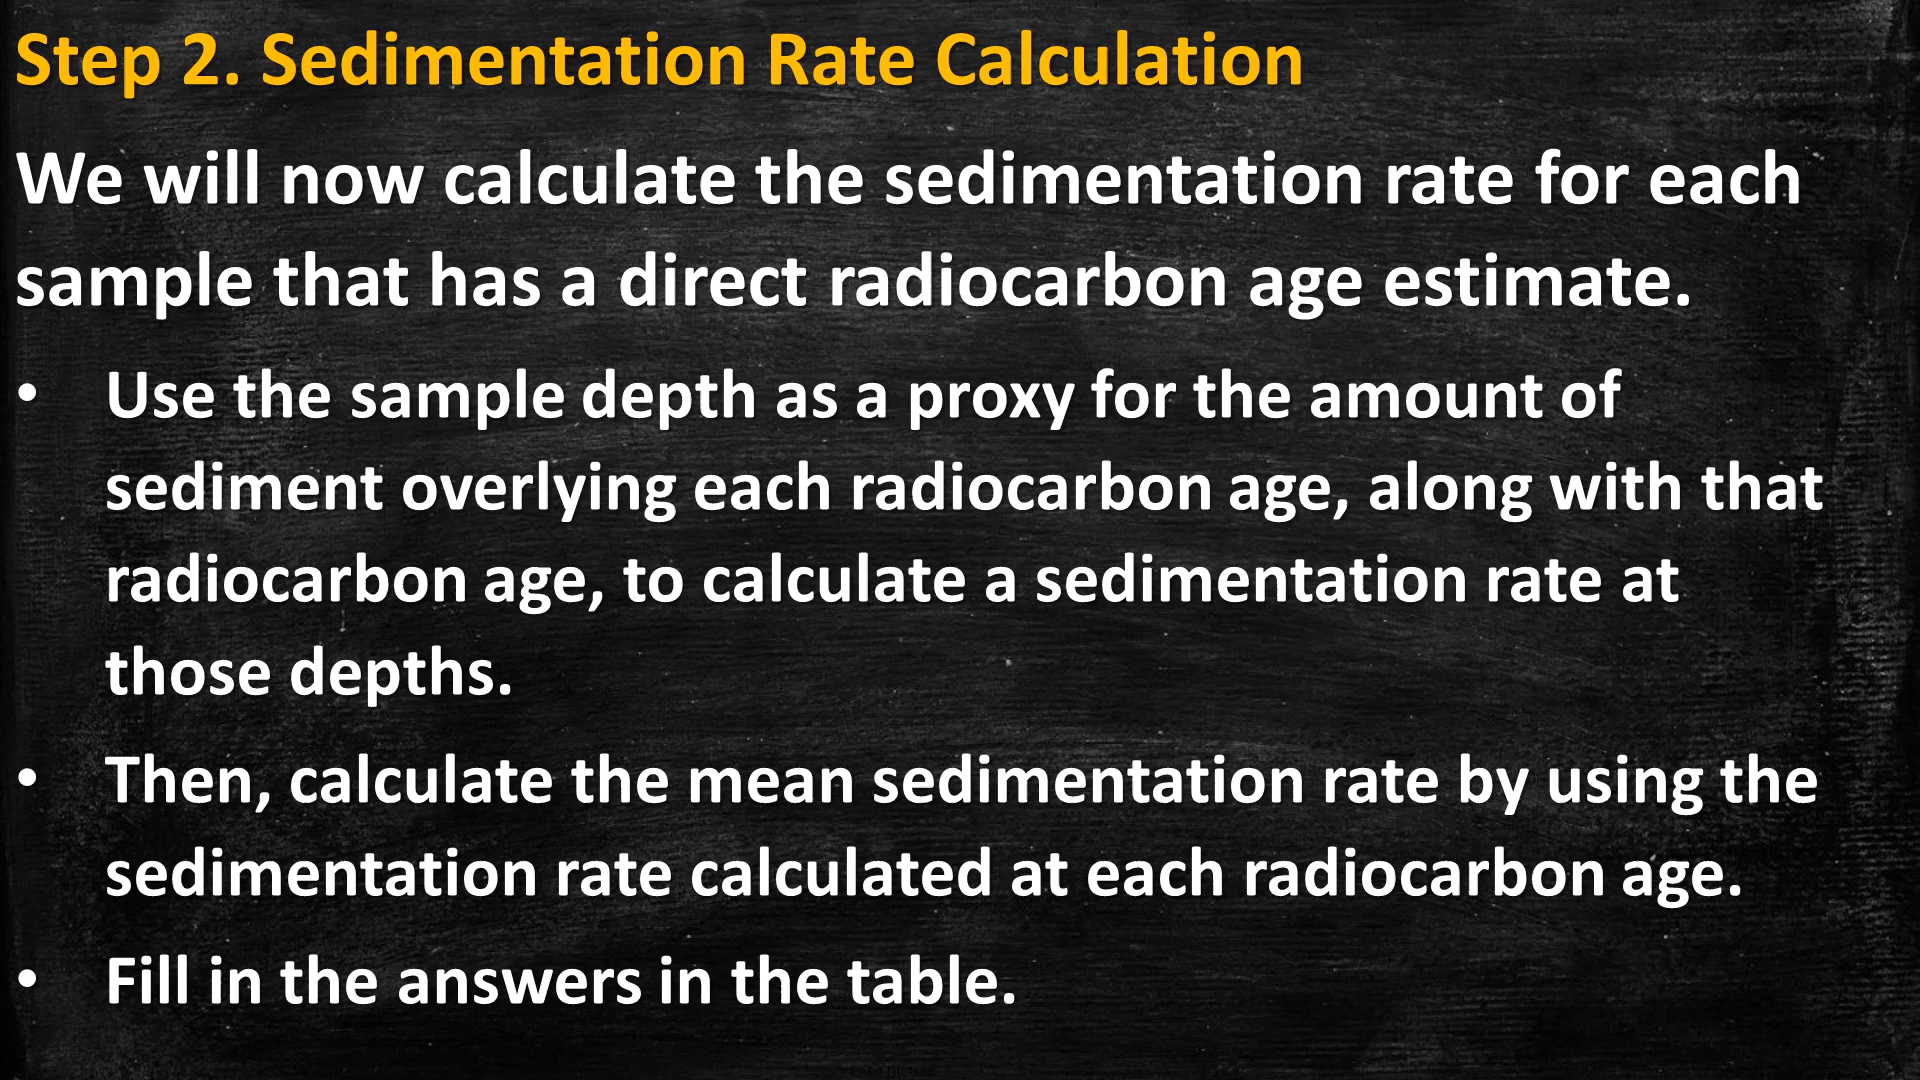 Step 2. Sedimentation Rate Calculation
We will now calculate the sedimentation rate for each
sample that has a direct radiocarbon age estimate.
• Use the sample depth as a proxy for the amount of
sediment overlying each radiocarbon age, along with that
radiocarbon age, to calculate a sedimentation rate at
those depths.
• Then, calculate the mean sedimentation rate by using the
sedimentation rate calculated at each radiocarbon age.
• Fill in the answers in the table.